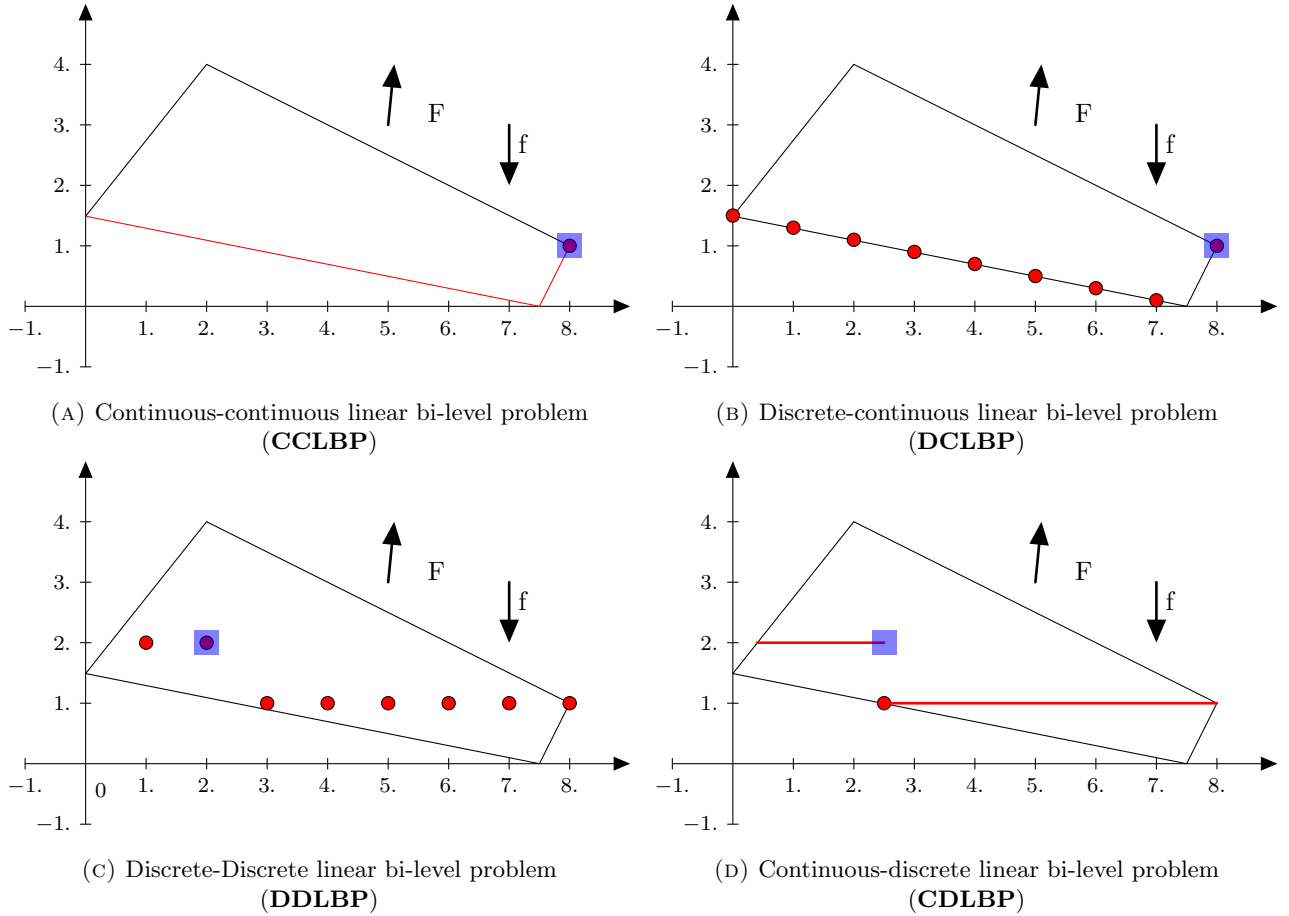 4.
3.
2.
1.
−1.
F
f
−1. 1. 2. 3. 4. 5. 6. 7. 8.
(A) Continuous-continuous linear bi-level problem
(CCLBP)
4.
3.
2.
1.
−1.
F
f
−1. 1. 2. 3. 4. 5. 6. 7. 8.
(B) Discrete-continuous linear bi-level problem
(DCLBP)
4.
3.
2.
1.
−1.
F
f
−1. 0 1. 2. 3. 4. 5. 6. 7. 8.
(C) Discrete-Discrete linear bi-level problem
(DDLBP)
4.
3.
2.
1.
−1.
F
f
−1. 1. 2. 3. 4. 5. 6. 7. 8.
(D) Continuous-discrete linear bi-level problem
(CDLBP)